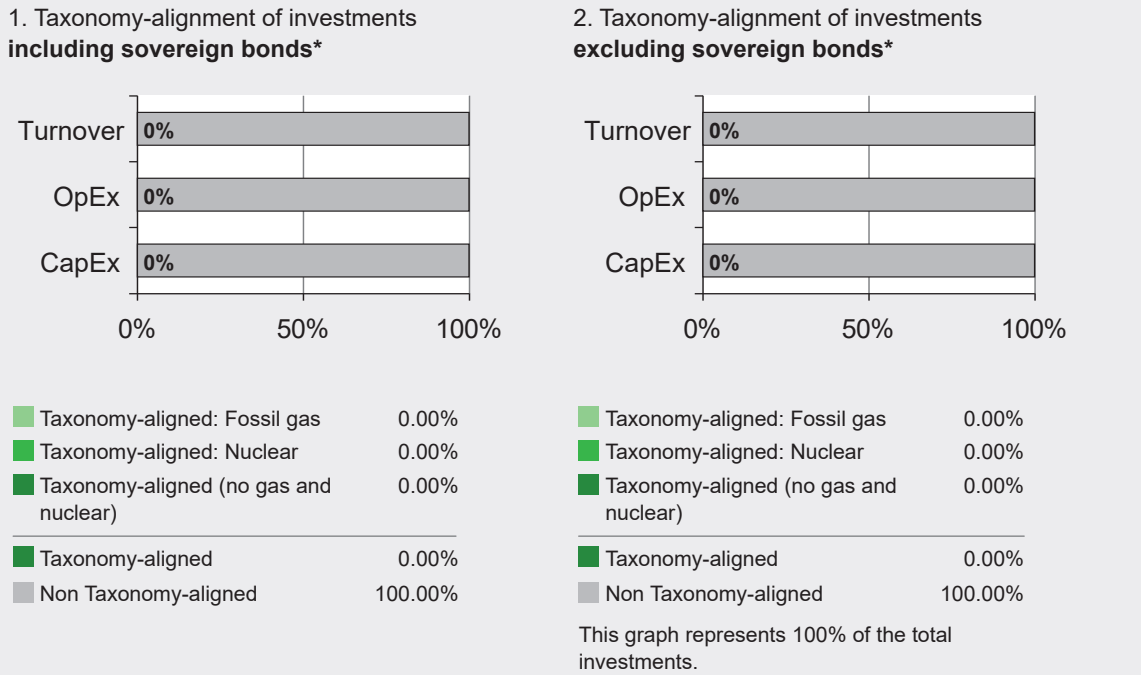 1. Taxonomy-alignment of investments
including sovereign bonds*
Turnover 0%
OpEx 0%
CapEx 0%
0% 50% 100%
Taxonomy-aligned: Fossil gas 0.00%
Taxonomy-aligned: Nuclear 0.00%
Taxonomy-aligned (no gas and 0.00%
nuclear)
Taxonomy-aligned 0.00%
Non Taxonomy-aligned 100.00%
2. Taxonomy-alignment of investments
excluding sovereign bonds*
Turnover 0%
OpEx 0%
CapEx 0%
0% 50% 100%
Taxonomy-aligned: Fossil gas 0.00%
Taxonomy-aligned: Nuclear 0.00%
Taxonomy-aligned (no gas and 0.00%
nuclear)
Taxonomy-aligned 0.00%
Non Taxonomy-aligned 100.00%
This graph represents 100% of the total
investments.